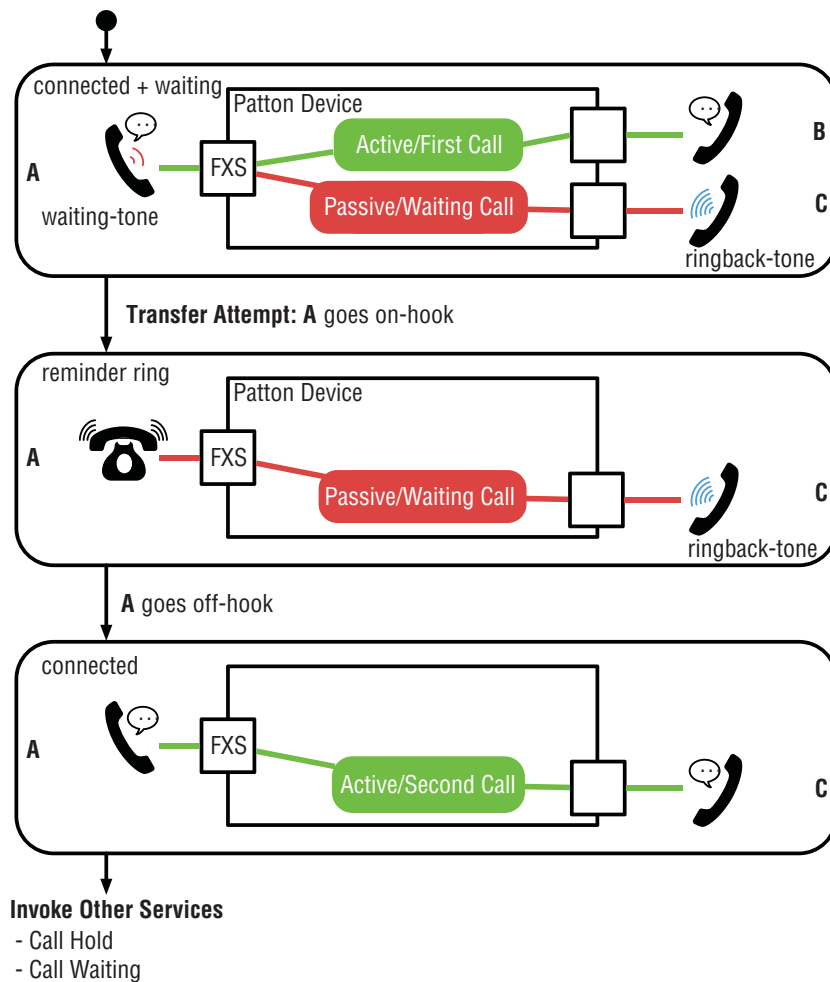 connected + waiting
Patton Device
Active/First Call
B
A
FXS
Passive/Waiting Call
C
waiting-tone
ringback-tone
Transfer Attempt: A goes on-hook
reminder ring
Patton Device
A
FXS
Passive/Waiting Call
C
ringback-tone
A goes off-hook
connected
A
FXS
Active/Second Call
C
Invoke Other Services
- Call Hold
- Call Waiting